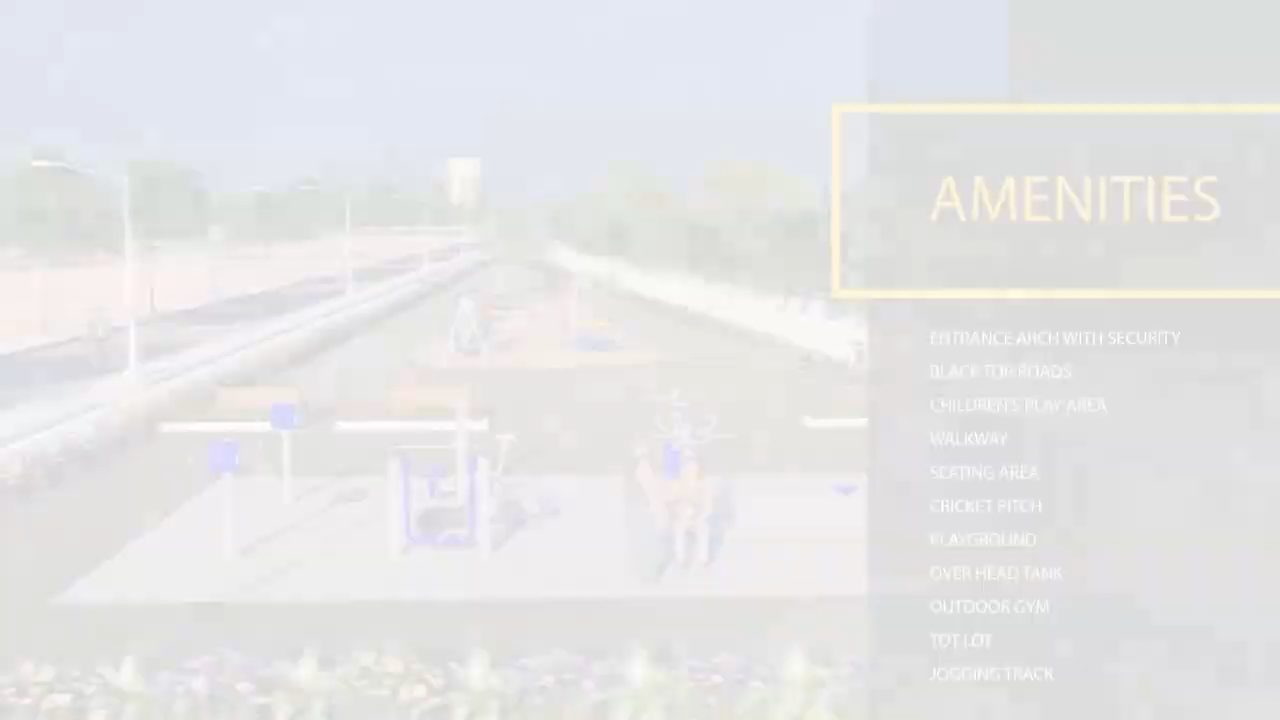 AMENITIES
ENTRANCE ARCH WITH SECURITY
BLACK TOP ROADS
CHILDREN'S PLAY AREA
WALKWAY
SEATING AREA
CRICKET PITCH
PLAYGROUND
OVER HEAD TANK
OUTDOOR GYM
TOT LOT
JOGGING TRACK